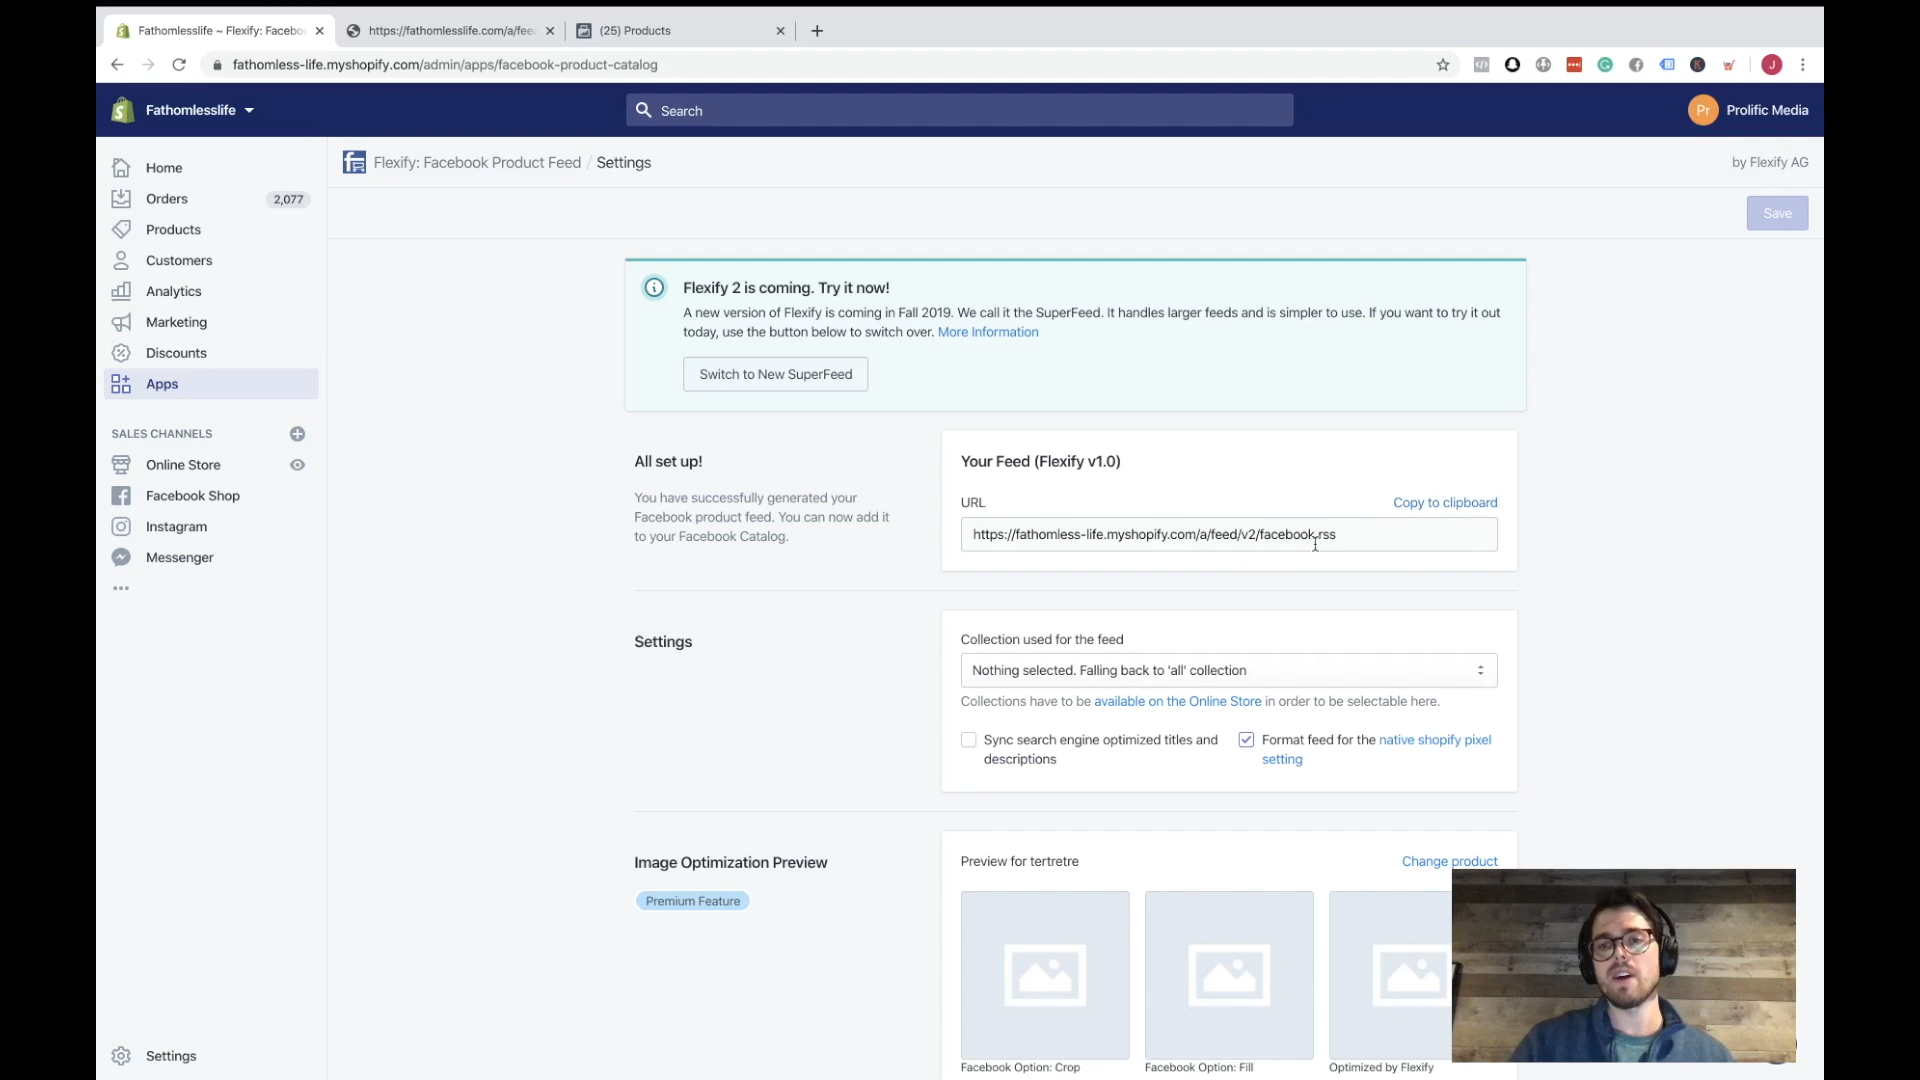 Fathomlesslife ~ Flexify: Facebo
https://fathomlesslife.com/a/fee
(25) Products
fathomless-life.myshopify.com/admin/apps/facebook-product-catalog
J
Fathomlesslife
Search
Pr
Prolific Media
Flexify: Facebook Product Feed / Settings
by Flexify AG
Save
Home
Orders
2,077
Products
Customers
Analytics
Marketing
Discounts
Apps
SALES CHANNELS
Online Store
Facebook Shop
Instagram
Messenger
Settings
Flexify 2 is coming. Try it now!
A new version of Flexify is coming in Fall 2019. We call it the SuperFeed. It handles larger feeds and is simpler to use. If you want to try it out
today, use the button below to switch over. More Information
Switch to New SuperFeed
All set up!
You have successfully generated your
Facebook product feed. You can now add it
to your Facebook Catalog.
Your Feed (Flexify v1.0)
URL
Copy to clipboard
https://fathomless-life.myshopify.com/a/feed/v2/facebook.rss
Settings
Collection used for the feed
Nothing selected. Falling back to 'all' collection
Collections have to be available on the Online Store in order to be selectable here.
Sync search engine optimized titles and
descriptions
Format feed for the native shopify pixel
setting
Image Optimization Preview
Premium Feature
Preview for tertretre
Change product
Facebook Option: Crop
Facebook Option: Fill
Optimized by Flexify